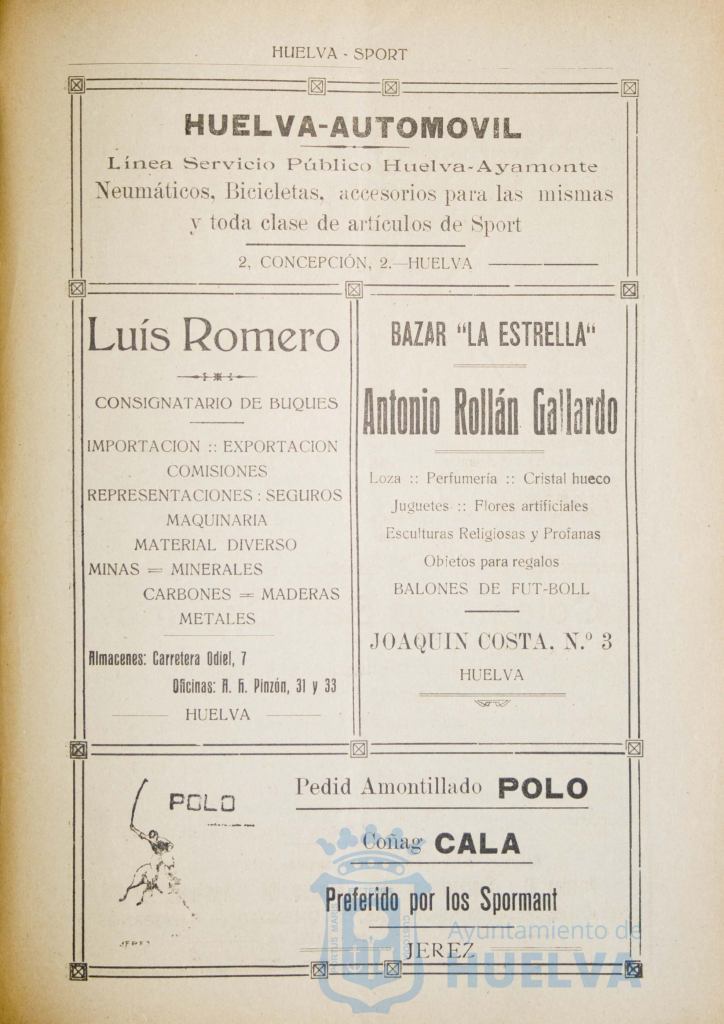 HUELVA - SPORT
HUELVA-AUTOMOVIL
Línea Servicio Público Huelva-Ayamonte
Neumáticos, Bicicletas, accesorios para las mismas
y toda clase de artículos de Sport
2, CONCEPCIÓN, 2.—HUELVA
Luís Romero
CONSIGNATARIO DE BUQUES
IMPORTACION :: EXPORTACION
COMISIONES
REPRESENTACIONES : SEGUROS
MAQUINARIA
MATERIAL DIVERSO
MINAS = MINERALES
CARBONES = MADERAS
METALES
Almacenes: Carretera Odiel, 7
Oficinas: A. H. Pinzón, 31 y 33
HUELVA
BAZAR "LA ESTRELLA"
Antonio Rollán Gallardo
Loza :: Perfumería :: Cristal hueco
Juguetes :: Flores artificiales
Esculturas Religiosas y Profanas
Objetos para regalos
BALONES DE FUT-BOLL
JOAQUIN COSTA. N.º 3
HUELVA
POLO
Pedid Amontillado POLO
Coñag CALA
Preferido por los Spormant
JEREZ
Ayuntamiento de
HUELVA